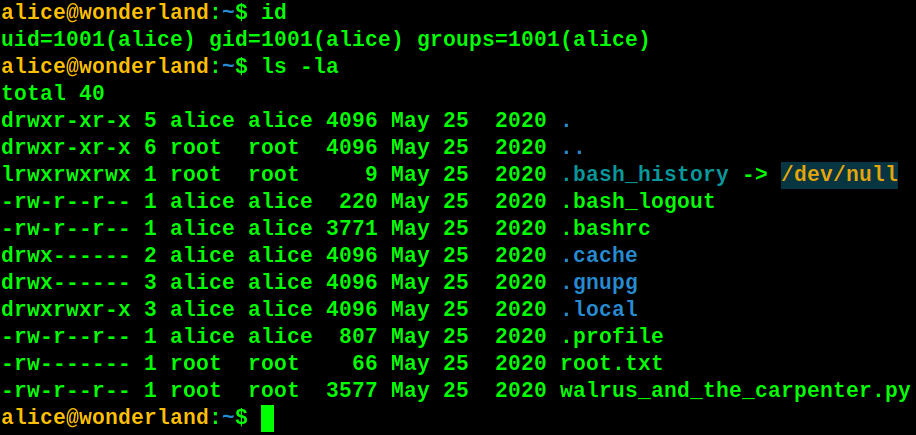 alice@wonderland:~$ id
uid=1001(alice) gid=1001(alice) groups=1001(alice)
alice@wonderland:~$ ls -la
total 40
drwxr-xr-x 5 alice alice 4096 May 25  2020 .
drwxr-xr-x 6 root  root  4096 May 25  2020 ..
lrwxrwxrwx 1 root  root     9 May 25  2020 .bash_history -> /dev/null
-rw-r--r-- 1 alice alice  220 May 25  2020 .bash_logout
-rw-r--r-- 1 alice alice 3771 May 25  2020 .bashrc
drwx------ 2 alice alice 4096 May 25  2020 .cache
drwx------ 3 alice alice 4096 May 25  2020 .gnupg
drwxrwxr-x 3 alice alice 4096 May 25  2020 .local
-rw-r--r-- 1 alice alice  807 May 25  2020 .profile
-rw------- 1 root  root    66 May 25  2020 root.txt
-rw-r--r-- 1 root  root  3577 May 25  2020 walrus_and_the_carpenter.py
alice@wonderland:~$